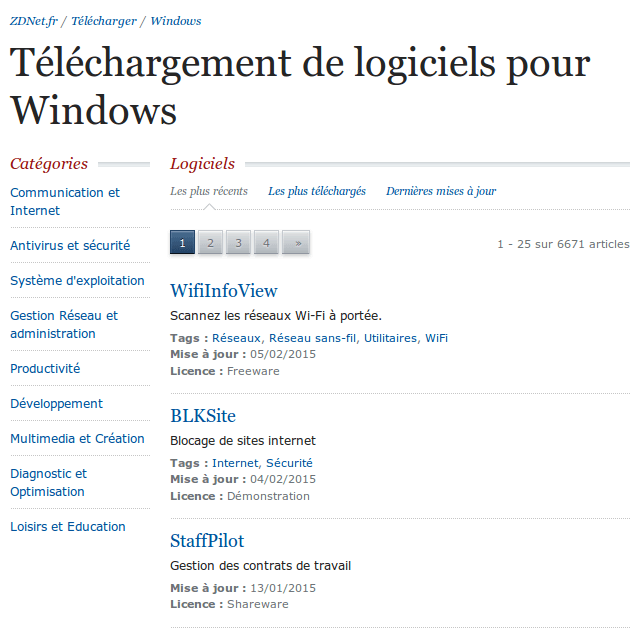 ZDNet.fr / Télécharger / Windows
Téléchargement de logiciels pour
Windows
Catégories
Communication et
Internet
Antivirus et sécurité
Système d'exploitation
Gestion Réseau et
administration
Productivité
Développement
Multimedia et Création
Diagnostic et
Optimisation
Loisirs et Education
Logiciels
Les plus récents Les plus téléchargés Dernières mises à jour
1 2 3 4 » 1 - 25 sur 6671 articles
WifiInfoView
Scannez les réseaux Wi-Fi à portée.
Tags : Réseaux, Réseau sans-fil, Utilitaires, WiFi
Mise à jour : 05/02/2015
Licence : Freeware
BLKSite
Blocage de sites internet
Tags : Internet, Sécurité
Mise à jour : 04/02/2015
Licence : Démonstration
StaffPilot
Gestion des contrats de travail
Mise à jour : 13/01/2015
Licence : Shareware